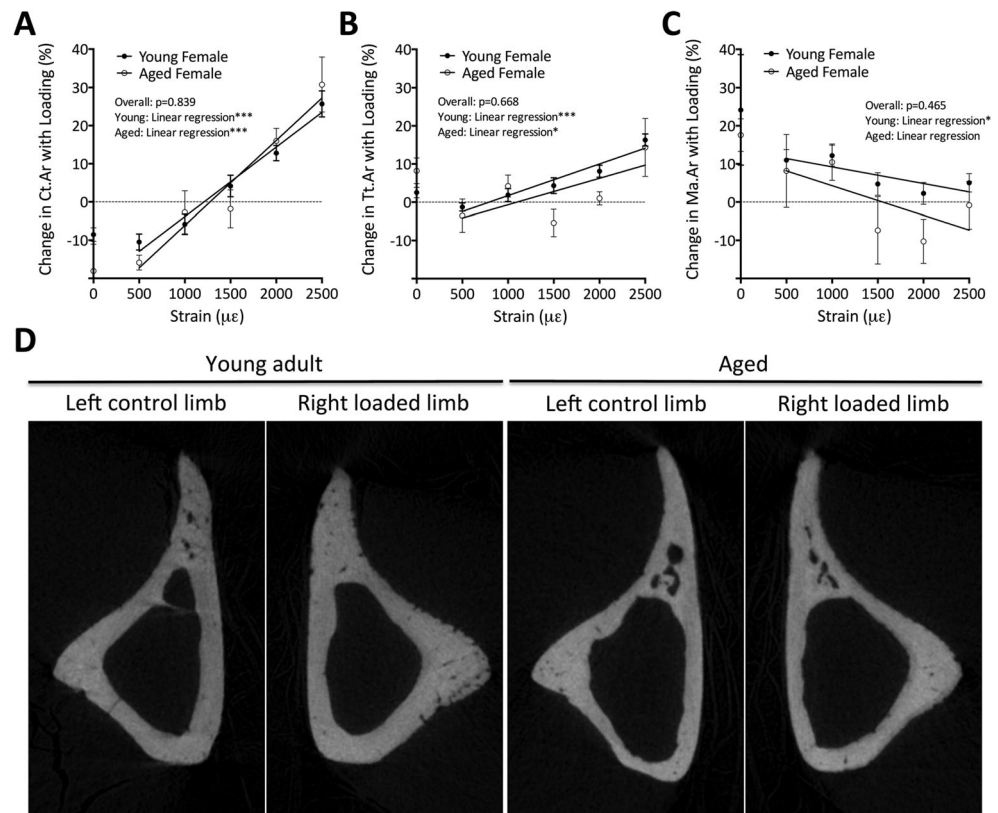 A
Change in Ct.Ar with Loading (%)
40
30
20
10
0
-10
Young Female
Aged Female
Overall: p=0.839
Young: Linear regression***
Aged: Linear regression***
0 500 1000 1500 2000 2500
Strain (με)
B
Change in Tt.Ar with Loading (%)
40
30
20
10
0
-10
Young Female
Aged Female
Overall: p=0.668
Young: Linear regression***
Aged: Linear regression*
0 500 1000 1500 2000 2500
Strain (με)
C
Change in Ma.Ar with Loading (%)
40
30
20
10
0
-10
Young Female
Aged Female
Overall: p=0.465
Young: Linear regression*
Aged: Linear regression
0 500 1000 1500 2000 2500
Strain (με)
D
Young adult Aged
Left control limb Right loaded limb Left control limb Right loaded limb